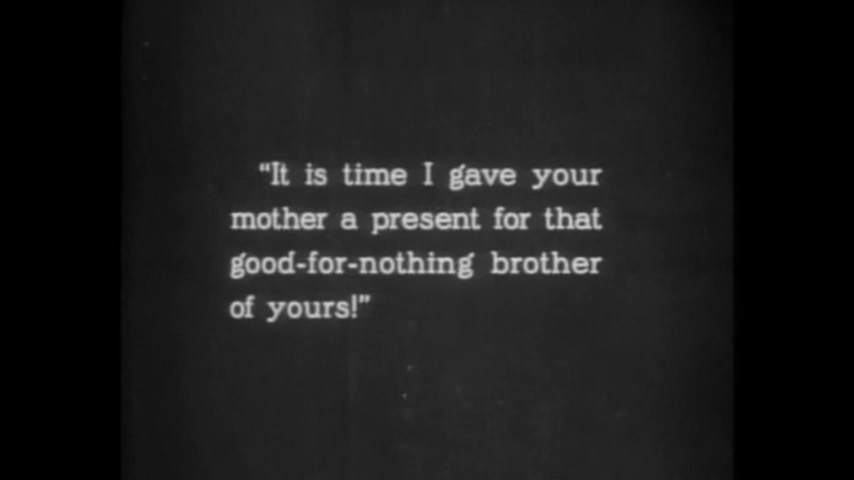 “It is time I gave your
mother a present for that
good-for-nothing brother
of yours!”